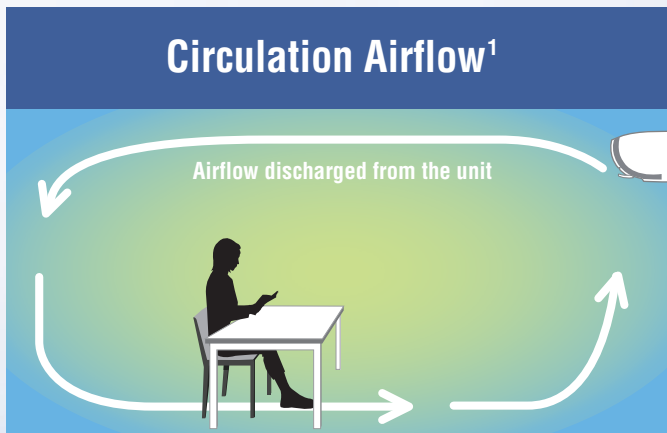 Circulation Airflow¹
Airflow discharged from the unit